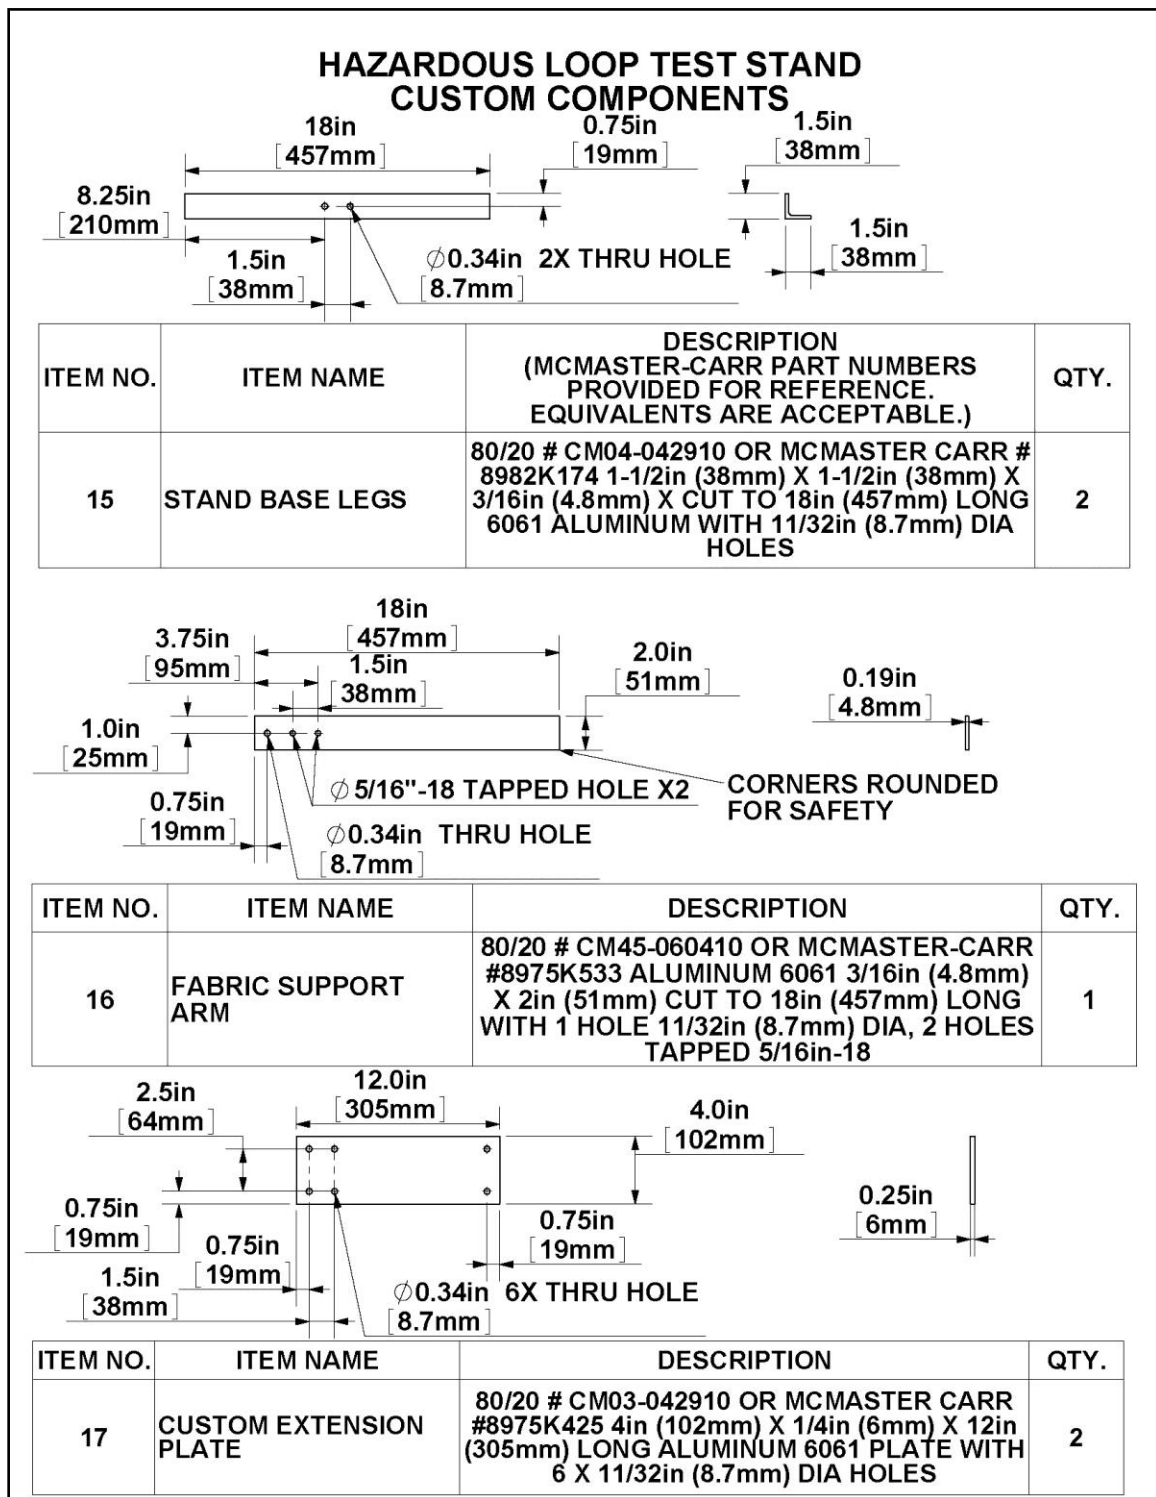 HAZARDOUS LOOP TEST STAND
CUSTOM COMPONENTS
18in
[457mm]
0.75in
[19mm]
1.5in
[38mm]
8.25in
[210mm]
1.5in
[38mm]
1.5in
[38mm]
∅0.34in 2X THRU HOLE
[8.7mm]
ITEM NO.
ITEM NAME
DESCRIPTION
(MCMASTER-CARR PART NUMBERS
PROVIDED FOR REFERENCE.
EQUIVALENTS ARE ACCEPTABLE.)
QTY.
15
STAND BASE LEGS
80/20 # CM04-042910 OR MCMASTER CARR #
8982K174 1-1/2in (38mm) X 1-1/2in (38mm) X
3/16in (4.8mm) X CUT TO 18in (457mm) LONG
6061 ALUMINUM WITH 11/32in (8.7mm) DIA
HOLES
2
18in
[457mm]
3.75in
[95mm]
1.5in
[38mm]
2.0in
[51mm]
0.19in
[4.8mm]
1.0in
[25mm]
∅5/16"-18 TAPPED HOLE X2
CORNERS ROUNDED
FOR SAFETY
0.75in
[19mm]
∅0.34in THRU HOLE
[8.7mm]
ITEM NO.
ITEM NAME
DESCRIPTION
QTY.
16
FABRIC SUPPORT
ARM
80/20 # CM45-060410 OR MCMASTER-CARR
#8975K533 ALUMINUM 6061 3/16in (4.8mm)
X 2in (51mm) CUT TO 18in (457mm) LONG
WITH 1 HOLE 11/32in (8.7mm) DIA, 2 HOLES
TAPPED 5/16in-18
1
12.0in
[305mm]
2.5in
[64mm]
4.0in
[102mm]
0.75in
[19mm]
0.25in
[6mm]
0.75in
[19mm]
0.75in
[19mm]
1.5in
[38mm]
∅0.34in 6X THRU HOLE
[8.7mm]
ITEM NO.
ITEM NAME
DESCRIPTION
QTY.
17
CUSTOM EXTENSION
PLATE
80/20 # CM03-042910 OR MCMASTER CARR
#8975K425 4in (102mm) X 1/4in (6mm) X 12in
(305mm) LONG ALUMINUM 6061 PLATE WITH
6 X 11/32in (8.7mm) DIA HOLES
2